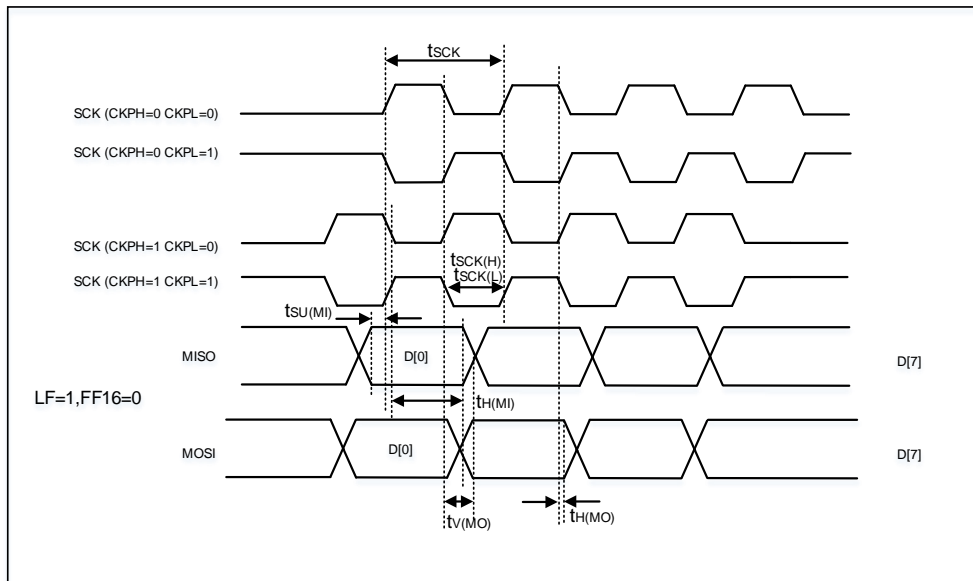 tSCK
SCK (CKPH=0 CKPL=0)
SCK (CKPH=0 CKPL=1)
SCK (CKPH=1 CKPL=0)
tSCK(H)
SCK (CKPH=1 CKPL=1)
tSCK(L)
tSU(MI)
MISO
D[0]
D[7]
LF=1,FF16=0
tH(MI)
MOSI
D[0]
D[7]
tV(MO)
tH(MO)